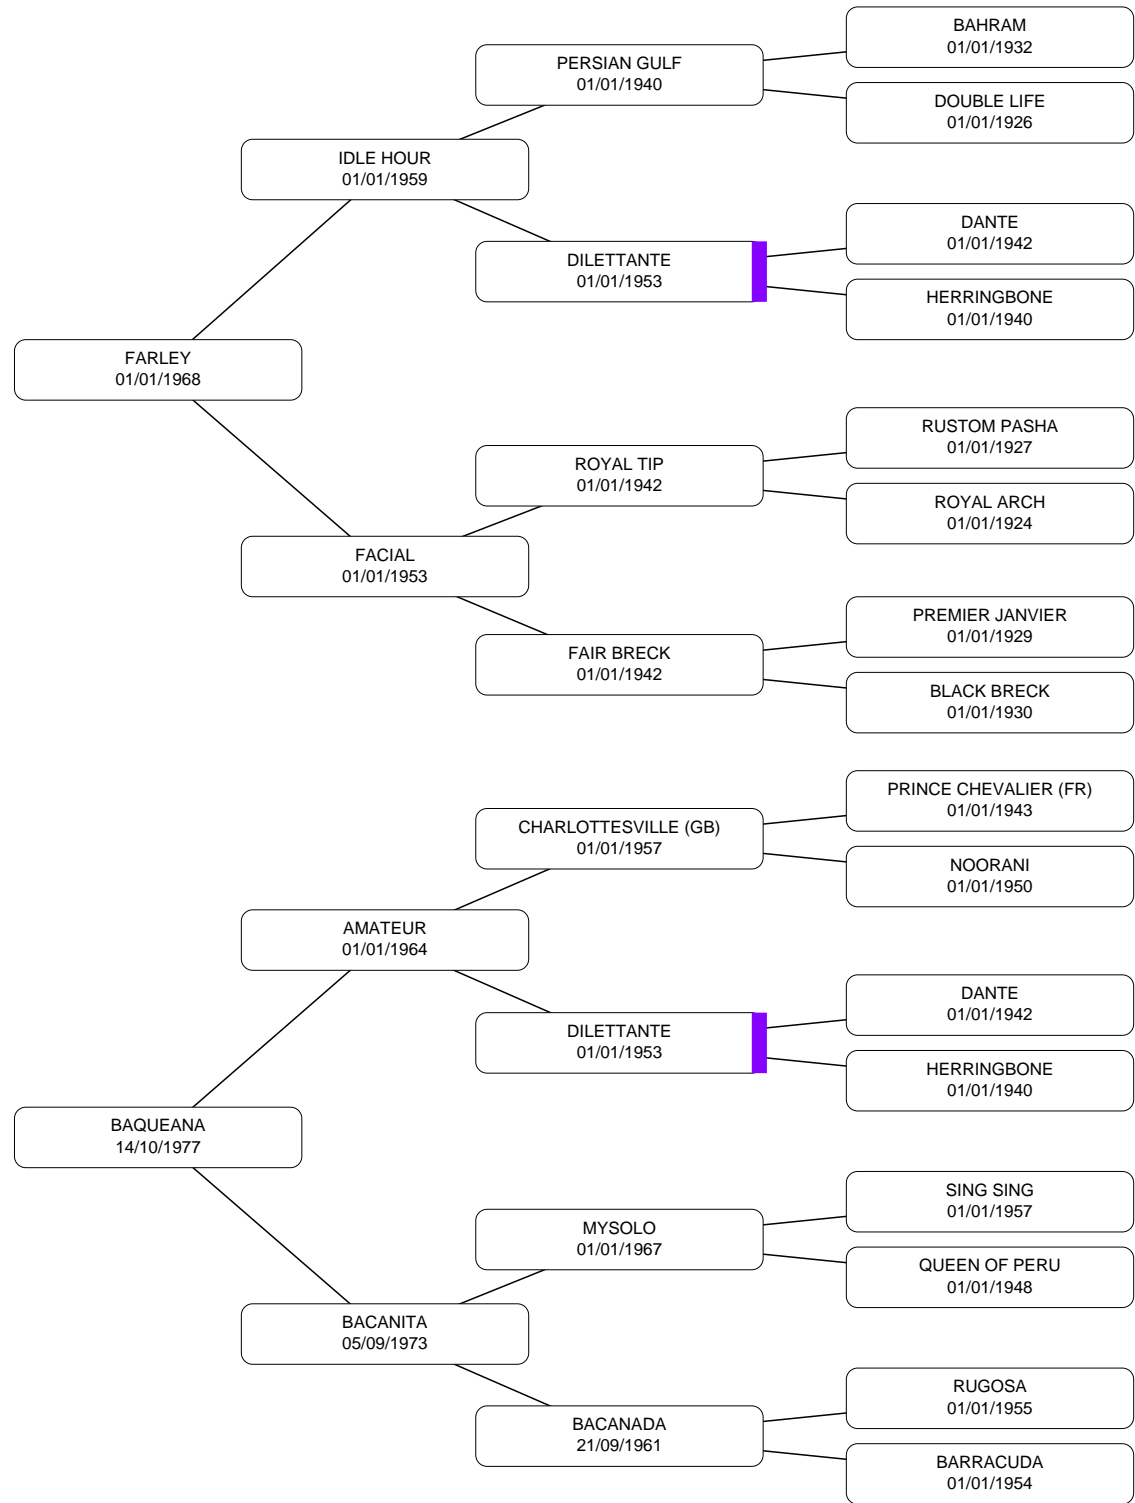 BAHRAM
01/01/1932
PERSIAN GULF
01/01/1940
DOUBLE LIFE
01/01/1926
IDLE HOUR
01/01/1959
DANTE
01/01/1942
DILETTANTE
01/01/1953
HERRINGBONE
01/01/1940
FARLEY
01/01/1968
RUSTOM PASHA
01/01/1927
ROYAL TIP
01/01/1942
ROYAL ARCH
01/01/1924
FACIAL
01/01/1953
PREMIER JANVIER
01/01/1929
FAIR BRECK
01/01/1942
BLACK BRECK
01/01/1930
PRINCE CHEVALIER (FR)
01/01/1943
CHARLOTTESVILLE (GB)
01/01/1957
NOORANI
01/01/1950
AMATEUR
01/01/1964
DANTE
01/01/1942
DILETTANTE
01/01/1953
HERRINGBONE
01/01/1940
BAQUEANA
14/10/1977
SING SING
01/01/1957
MYSOLO
01/01/1967
QUEEN OF PERU
01/01/1948
BACANITA
05/09/1973
RUGOSA
01/01/1955
BACANADA
21/09/1961
BARRACUDA
01/01/1954